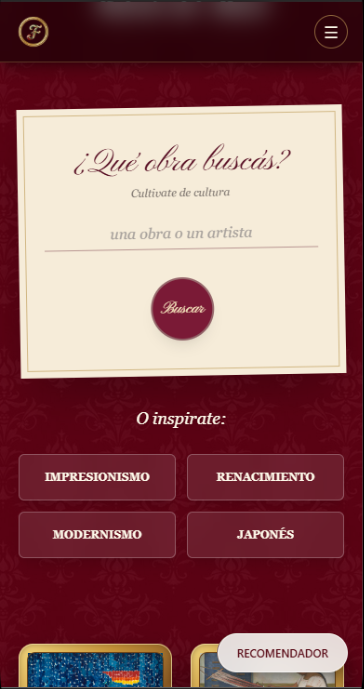 F
☰
¿Qué obra buscás?
Cultivate de cultura
una obra o un artista
Buscar
O inspirate:
IMPRESIONISMO
RENACIMIENTO
MODERNISMO
JAPONÉS
RECOMENDADOR